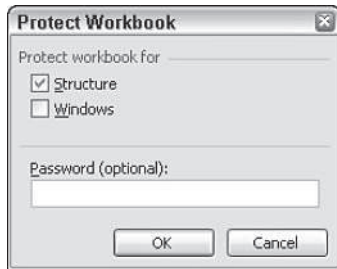 Protect Workbook
Protect workbook for
Structure
Windows
Password (optional):
OK
Cancel